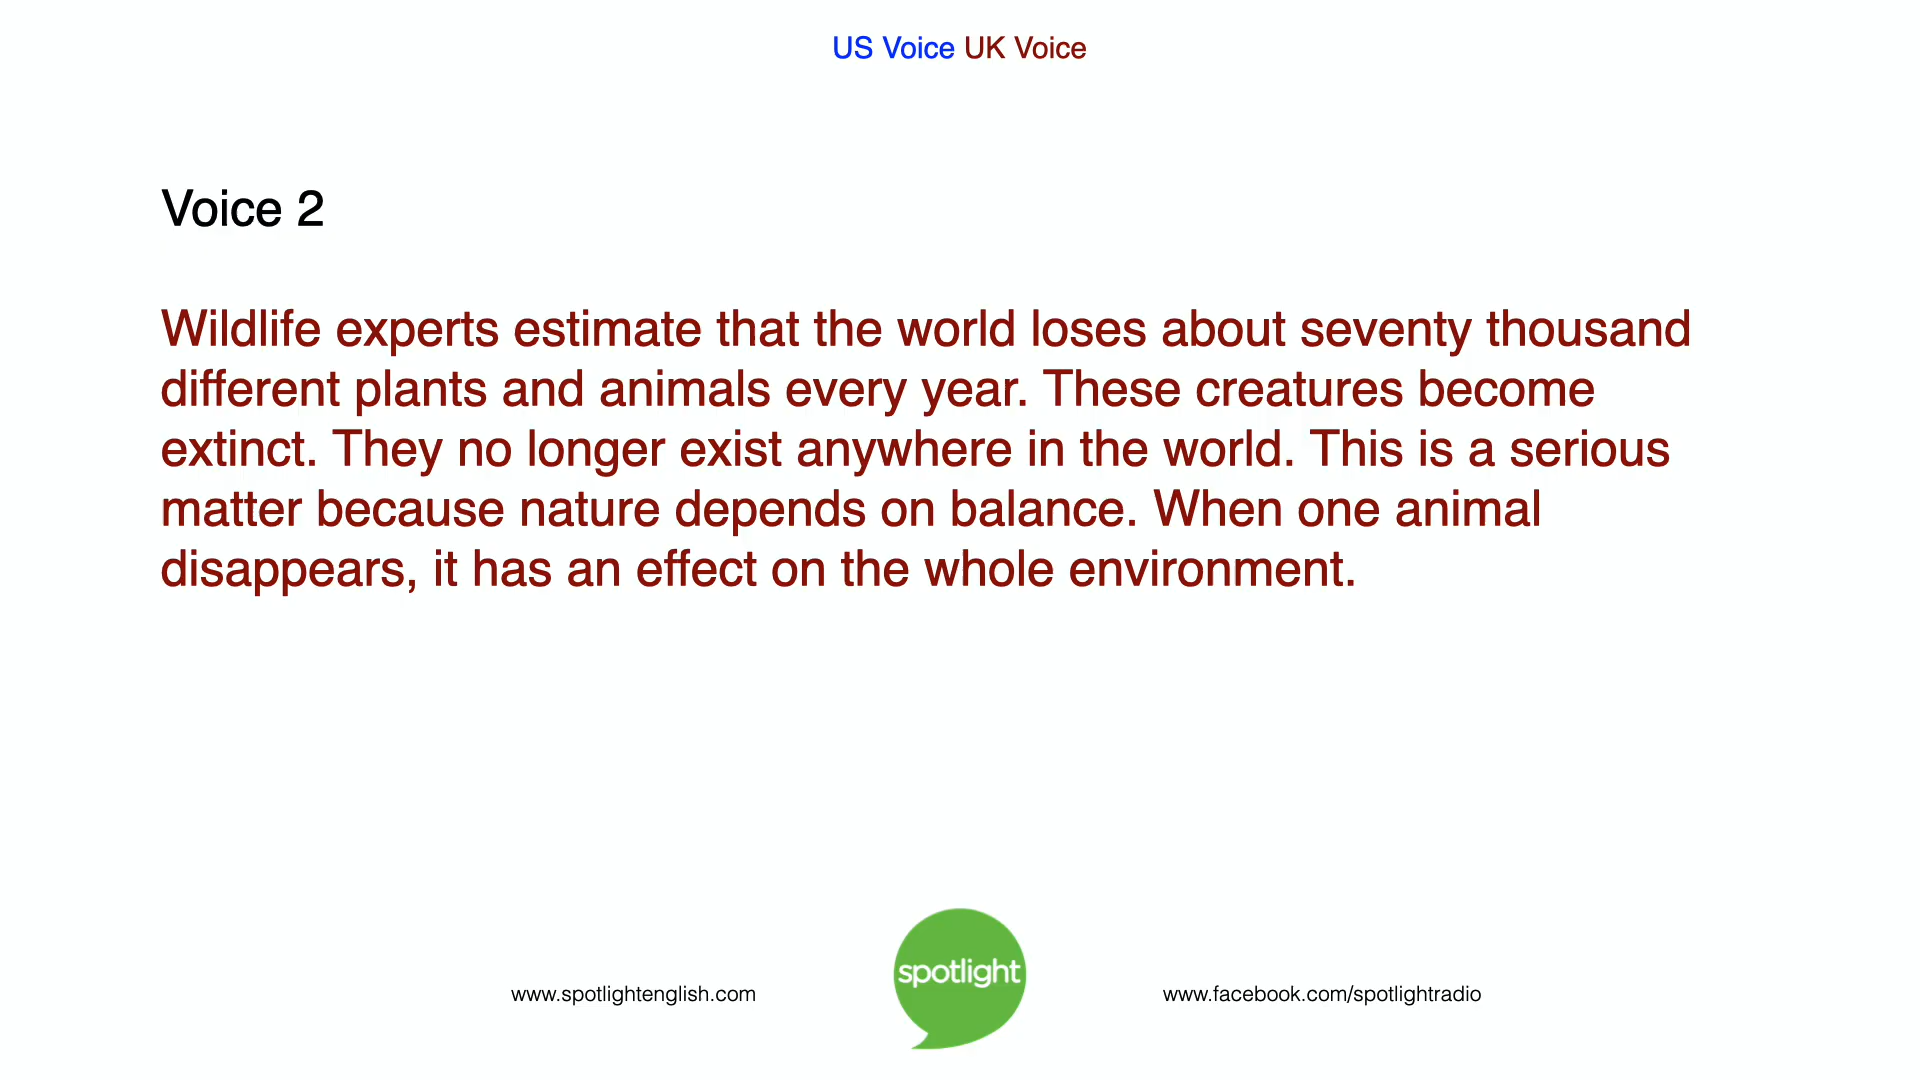 US Voice UK Voice
Voice 2
Wildlife experts estimate that the world loses about seventy thousand
different plants and animals every year. These creatures become
extinct. They no longer exist anywhere in the world. This is a serious
matter because nature depends on balance. When one animal
disappears, it has an effect on the whole environment.
spotlight
www.spotlightenglish.com
www.facebook.com/spotlightradio